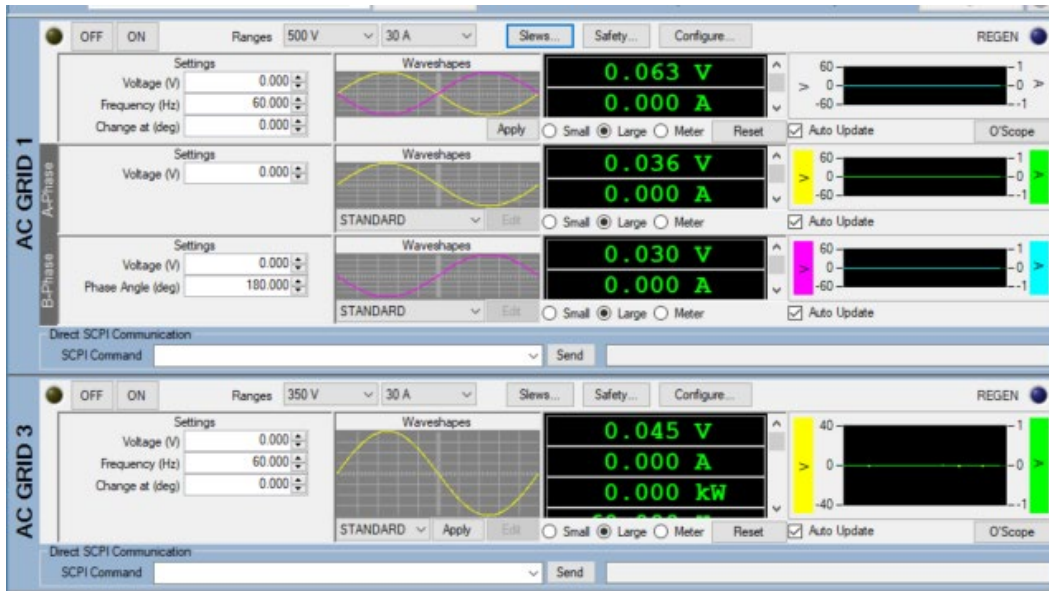 AC GRID 1
OFF ON Ranges 500 V 30 A Slews... Safety... Configure... REGEN
Settings Waveshapes
Voltage (V) 0.000
Frequency (Hz) 60.000
Change at (deg) 0.000
Apply
0.063 V
0.000 A
Small Large Meter Reset
60 1
V 0 0 A
-60 -1
Auto Update O'Scope
A-Phase
Settings Waveshapes
Voltage (V) 0.000
STANDARD Edit
0.036 V
0.000 A
Small Large Meter
60 1
V 0 0 A
-60 -1
Auto Update
B-Phase
Settings Waveshapes
Voltage (V) 0.000
Phase Angle (deg) 180.000
STANDARD Edit
0.030 V
0.000 A
Small Large Meter
60 1
V 0 0 A
-60 -1
Auto Update
Direct SCPI Communication
SCPI Command Send
AC GRID 3
OFF ON Ranges 350 V 30 A Slews... Safety... Configure... REGEN
Settings Waveshapes
Voltage (V) 0.000
Frequency (Hz) 60.000
Change at (deg) 0.000
STANDARD Apply Edit
0.045 V
0.000 A
0.000 kW
Small Large Meter Reset
40 1
V 0 0 A
-40 -1
Auto Update O'Scope
Direct SCPI Communication
SCPI Command Send